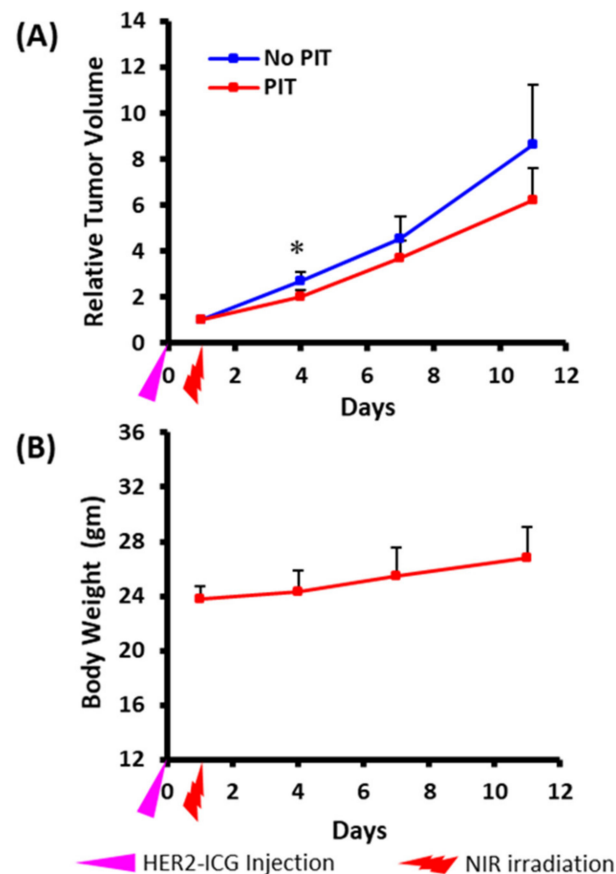 (A)
Relative Tumor Volume
14
12
10
8
6
4
2
0
No PIT
PIT
*
0 2 4 6 8 10 12
Days
(B)
Body Weight (gm)
36
32
28
24
20
16
12
0 2 4 6 8 10 12
Days
HER2-ICG Injection NIR irradiation